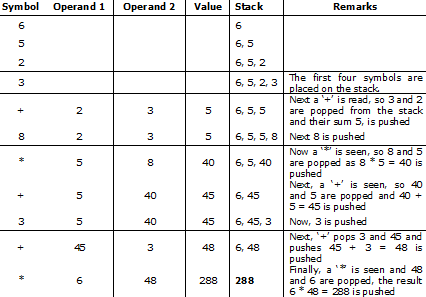 Symbol Operand 1 Operand 2 Value Stack Remarks
6 6
5 6, 5
2 6, 5, 2
3 6, 5, 2, 3 The first four symbols are
placed on the stack.
Next a '+' is read, so 3 and 2
+ 2 3 5 6, 5, 5 are popped from the stack
and their sum 5, is pushed
8 2 3 5 6, 5, 5, 8 Next 8 is pushed
Now a '*' is seen, so 8 and 5
* 5 8 40 6, 5, 40 are popped as 8 * 5 = 40 is
pushed
Next, a '+' is seen, so 40
+ 5 40 45 6, 45 and 5 are popped and 40 +
5 = 45 is pushed
3 5 40 45 6, 45, 3 Now, 3 is pushed
Next, '+' pops 3 and 45 and
+ 45 3 48 6, 48 pushes 45 + 3 = 48 is
pushed
Finally, a '*' is seen and 48
* 6 48 288 288 and 6 are popped, the result
6 * 48 = 288 is pushed